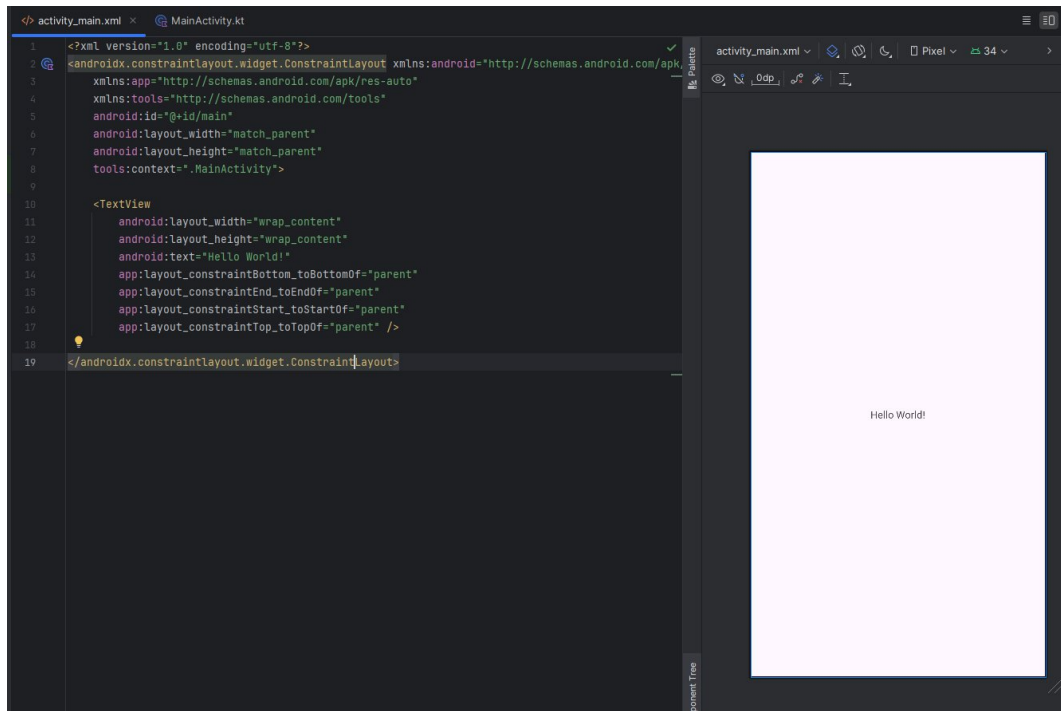 activity_main.xml
MainActivity.kt
1 <?xml version="1.0" encoding="utf-8"?>
2 <androidx.constraintlayout.widget.ConstraintLayout xmlns:android="http://schemas.android.com/apk/
3 xmlns:app="http://schemas.android.com/apk/res-auto"
4 xmlns:tools="http://schemas.android.com/tools"
5 android:id="@+id/main"
6 android:layout_width="match_parent"
7 android:layout_height="match_parent"
8 tools:context=".MainActivity">
9
10 <TextView
11 android:layout_width="wrap_content"
12 android:layout_height="wrap_content"
13 android:text="Hello World!"
14 app:layout_constraintBottom_toBottomOf="parent"
15 app:layout_constraintEnd_toEndOf="parent"
16 app:layout_constraintStart_toStartOf="parent"
17 app:layout_constraintTop_toTopOf="parent" />
18
19 </androidx.constraintlayout.widget.ConstraintLayout>
Palette
ponent Tree
activity_main.xml Pixel 34
0dp
Hello World!